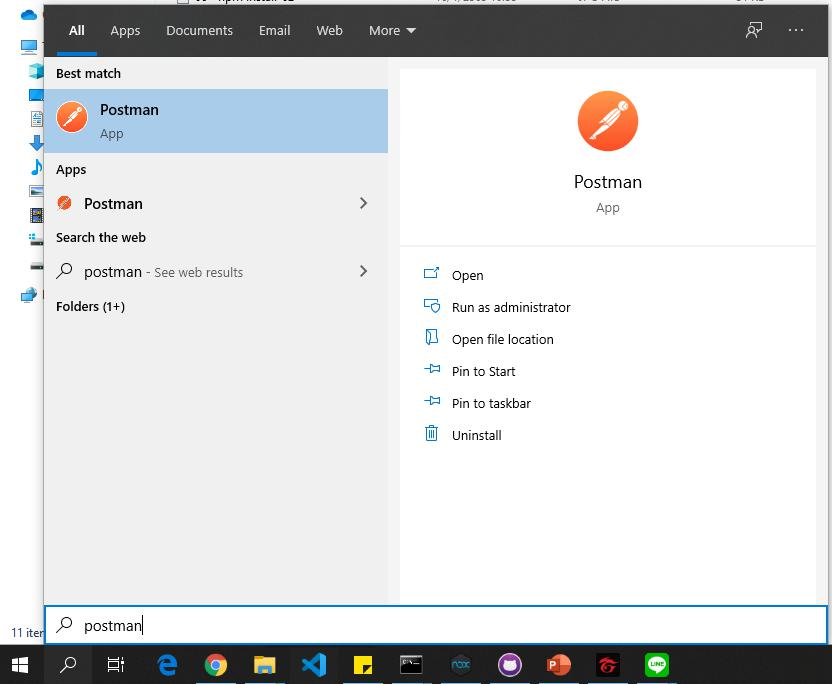 All Apps Documents Email Web More
Best match
Postman
App
Apps
Postman
Search the web
postman - See web results
Folders (1+)
Postman
App
Open
Run as administrator
Open file location
Pin to Start
Pin to taskbar
Uninstall
postman
11
nox
P
LINE